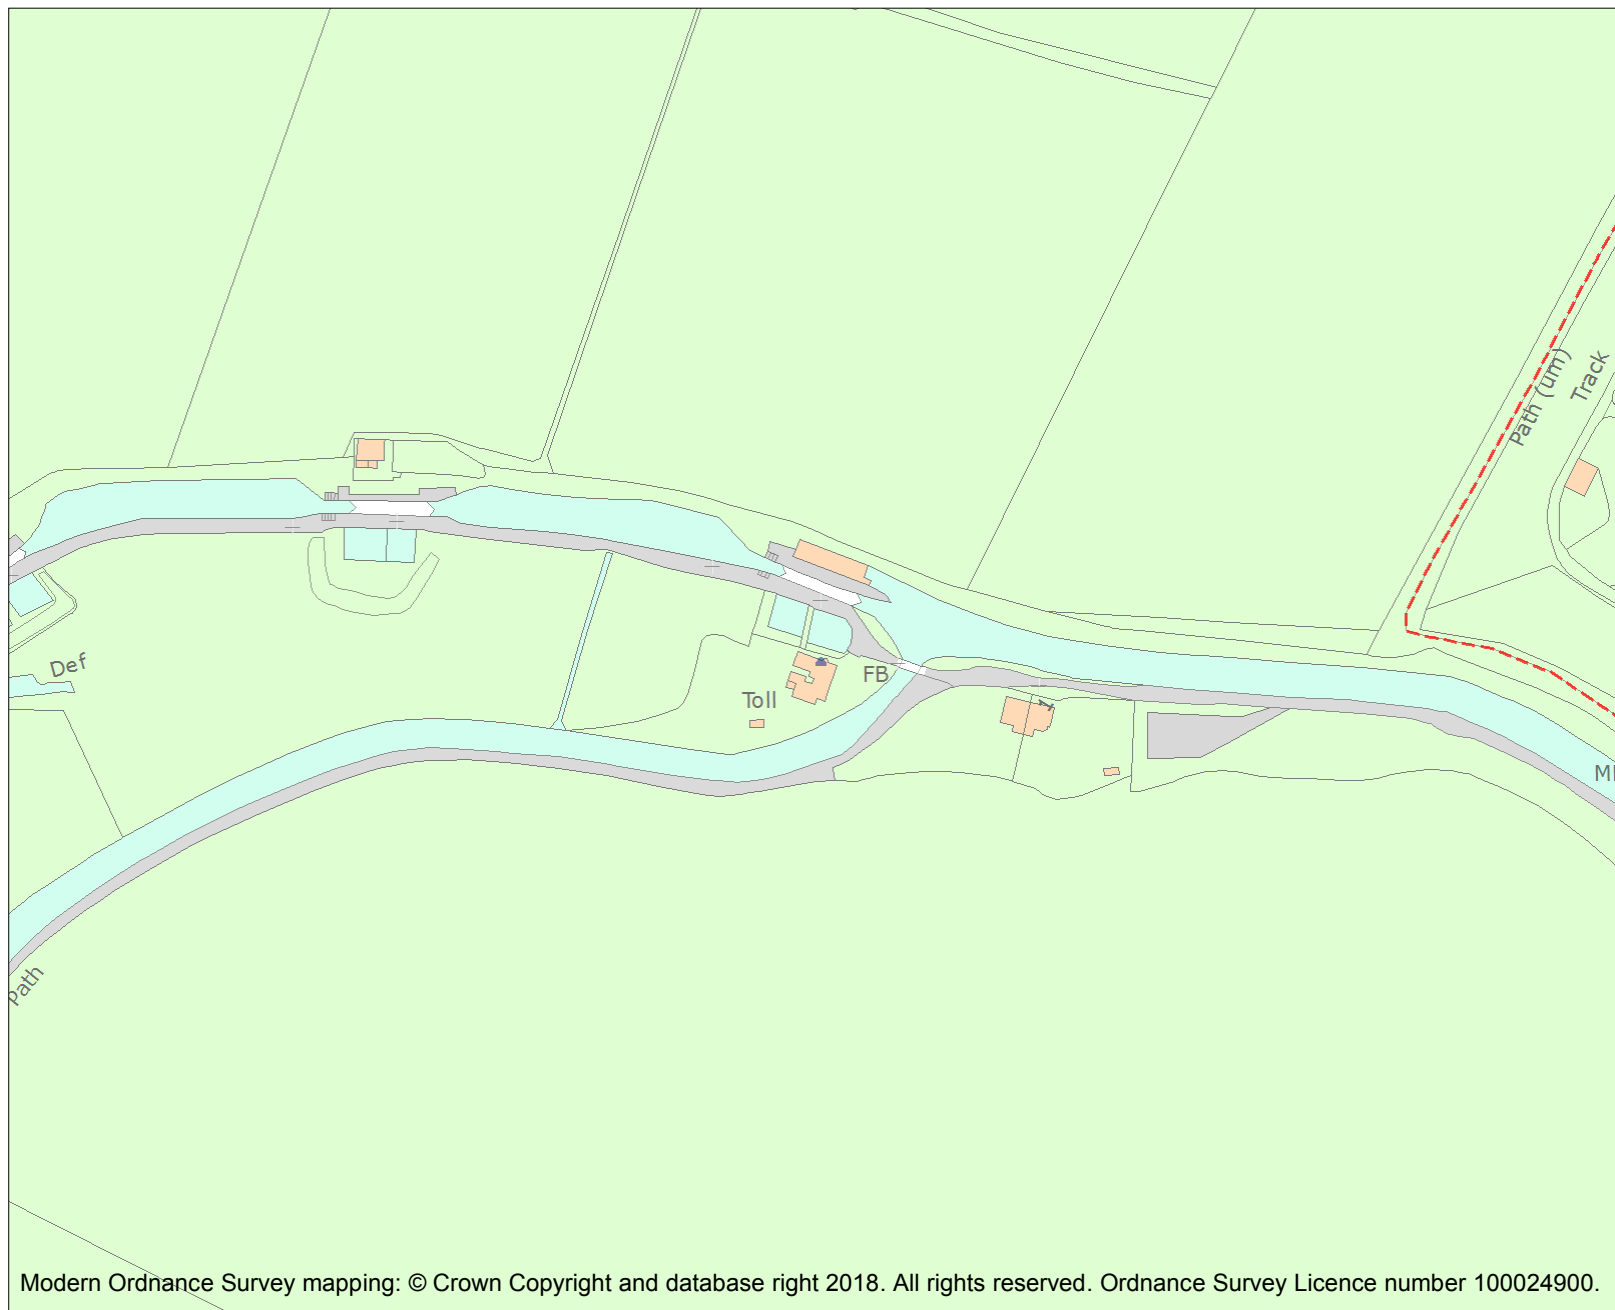 Path (um)
Track
Def
FB
Toll
1
Path
Modern Ordnance Survey mapping: © Crown Copyright and database right 2018. All rights reserved. Ordnance Survey Licence number 100024900.